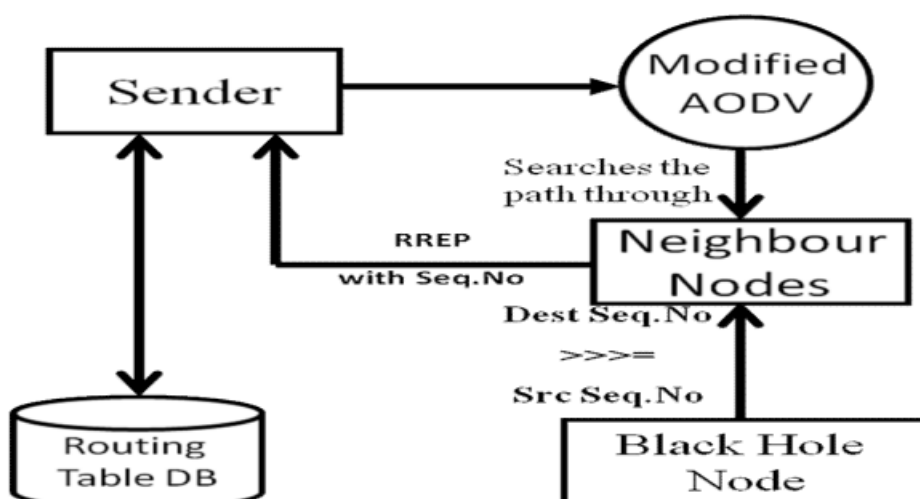 Sender
Modified
AODV
Searches the
path through
RREP
with Seq.No
Neighbour
Nodes
Dest Seq.No
>>>=
Src Seq.No
Routing
Table DB
Black Hole
Node